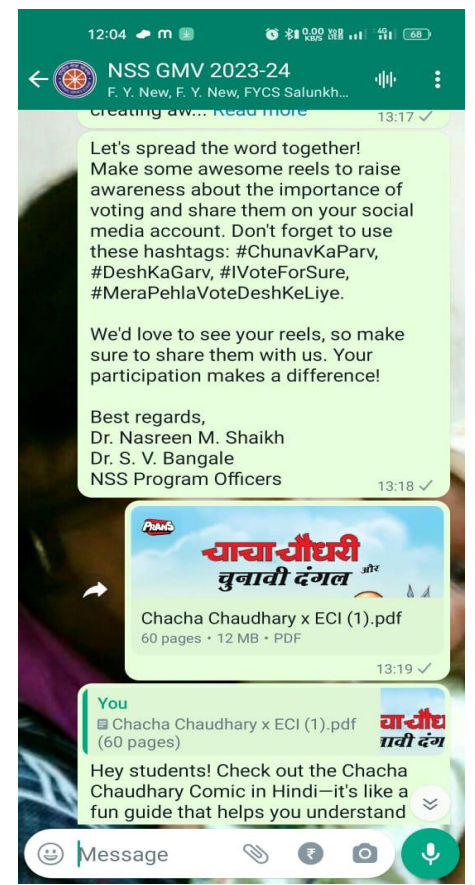 12:04 m 0.00 KB/S 4G 68
NSS GMV 2023-24
F. Y. New, F. Y. New, FYCS Salunkh...
creating aw... Read more
13:17
Let's spread the word together!
Make some awesome reels to raise
awareness about the importance of
voting and share them on your social
media account. Don't forget to use
these hashtags: #ChunavKaParv,
#DeshKaGarv, #IVoteForSure,
#MeraPehlaVoteDeshKeLiye.
We'd love to see your reels, so make
sure to share them with us. Your
participation makes a difference!
Best regards,
Dr. Nasreen M. Shaikh
Dr. S. V. Bangale
NSS Program Officers
13:18
PRAN'S
चाचा चौधरी
और
चुनावी दंगल
Chacha Chaudhary x ECI (1).pdf
60 pages • 12 MB • PDF
13:19
You
Chacha Chaudhary x ECI (1).pdf
(60 pages)
Hey students! Check out the Chacha
Chaudhary Comic in Hindi—it's like a
fun guide that helps you understand
Message
₹